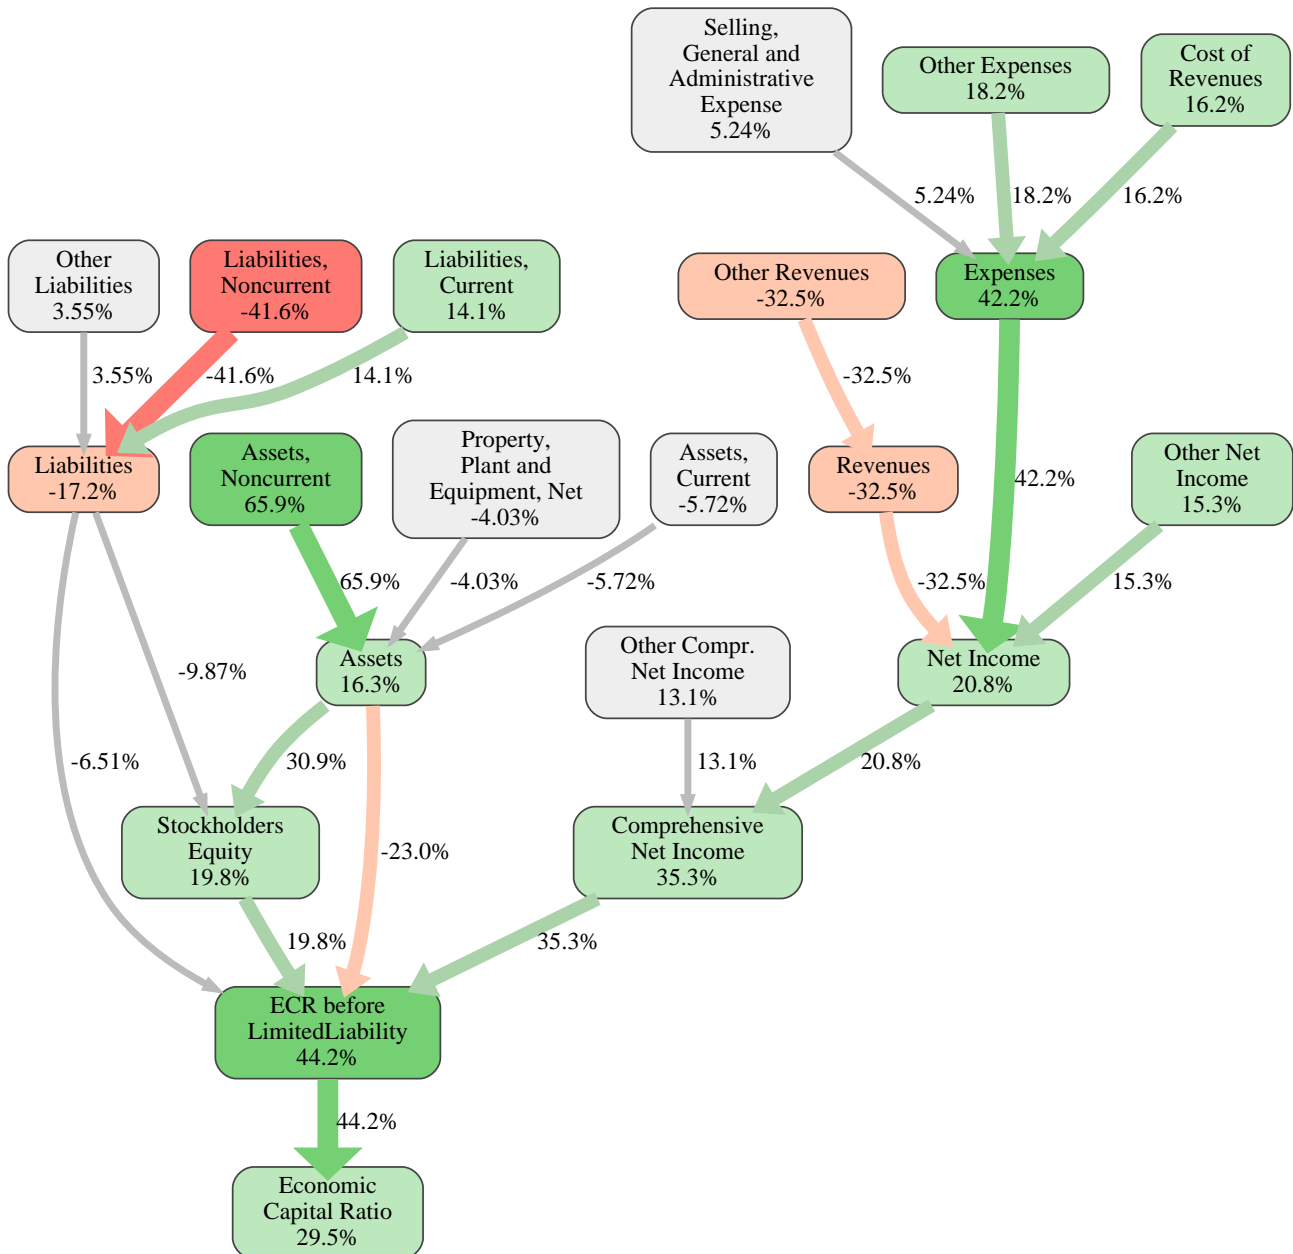 Selling,
General and
Administrative
Expense
5.24%
Other Expenses
18.2%
Cost of
Revenues
16.2%
5.24%
18.2%
16.2%
Other
Liabilities
3.55%
Liabilities,
Noncurrent
-41.6%
Liabilities,
Current
14.1%
Other Revenues
-32.5%
Expenses
42.2%
3.55%
-41.6%
14.1%
-32.5%
Liabilities
-17.2%
Assets,
Noncurrent
65.9%
Property,
Plant and
Equipment, Net
-4.03%
Assets,
Current
-5.72%
Revenues
-32.5%
42.2%
Other Net
Income
15.3%
65.9%
-4.03%
-5.72%
-32.5%
15.3%
-9.87%
Assets
16.3%
Other Compr.
Net Income
13.1%
Net Income
20.8%
-6.51%
30.9%
13.1%
20.8%
Stockholders
Equity
19.8%
-23.0%
Comprehensive
Net Income
35.3%
19.8%
35.3%
ECR before
LimitedLiability
44.2%
44.2%
Economic
Capital Ratio
29.5%